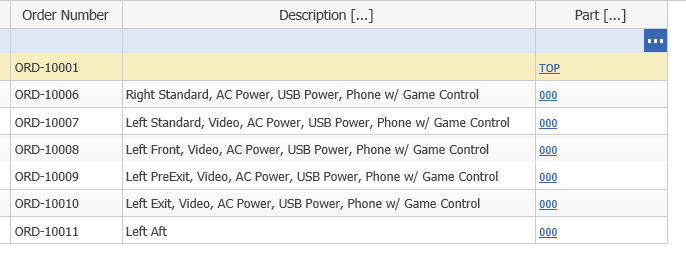 Order Number Description [...] Part [...]
...
ORD-10001 TOP
ORD-10006 Right Standard, AC Power, USB Power, Phone w/ Game Control 000
ORD-10007 Left Standard, Video, AC Power, USB Power, Phone w/ Game Control 000
ORD-10008 Left Front, Video, AC Power, USB Power, Phone w/ Game Control 000
ORD-10009 Left PreExit, Video, AC Power, USB Power, Phone w/ Game Control 000
ORD-10010 Left Exit, Video, AC Power, USB Power, Phone w/ Game Control 000
ORD-10011 Left Aft 000